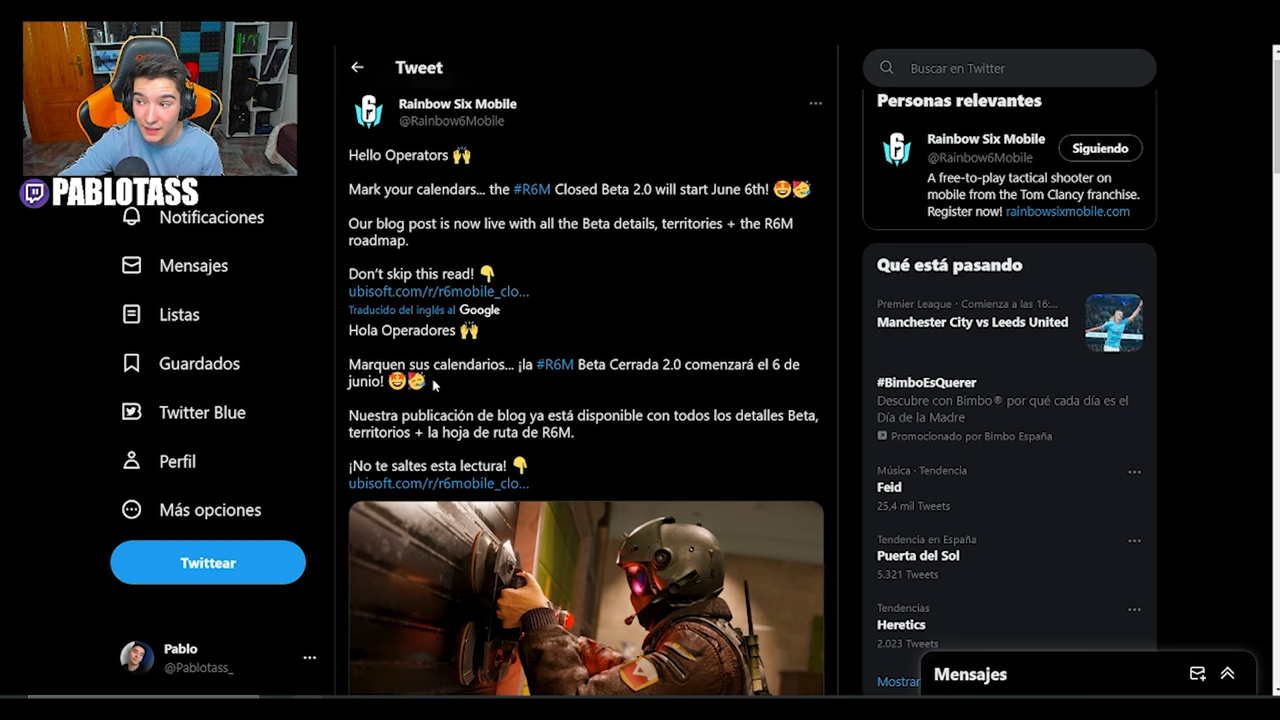 PABLOTASS
Notificaciones
Mensajes
Listas
Guardados
Twitter Blue
Perfil
Más opciones
Twittear
Pablo
@Pablotass_
Tweet
Rainbow Six Mobile
@Rainbow6Mobile
Hello Operators 🙌
Mark your calendars... the #R6M Closed Beta 2.0 will start June 6th! 🤩🥳
Our blog post is now live with all the Beta details, territories + the R6M
roadmap.
Don't skip this read! 👇
ubisoft.com/r/r6mobile_clo...
Traducido del inglés al Google
Hola Operadores 🙌
Marquen sus calendarios... ¡la #R6M Beta Cerrada 2.0 comenzará el 6 de
junio! 🤩🥳
Nuestra publicación de blog ya está disponible con todos los detalles Beta,
territorios + la hoja de ruta de R6M.
¡No te saltes esta lectura! 👇
ubisoft.com/r/r6mobile_clo...
Buscar en Twitter
Personas relevantes
Rainbow Six Mobile
@Rainbow6Mobile
Siguiendo
A free-to-play tactical shooter on
mobile from the Tom Clancy franchise.
Register now! rainbowsixmobile.com
Qué está pasando
Premier League · Comienza a las 16:...
Manchester City vs Leeds United
#BimboEsQuerer
Descubre con Bimbo® por qué cada día es el
Día de la Madre
Promocionado por Bimbo España
Música · Tendencia
Feid
25,4 mil Tweets
Tendencia en España
Puerta del Sol
5.321 Tweets
Tendencias
Heretics
2.023 Tweets
Mostrar
Mensajes